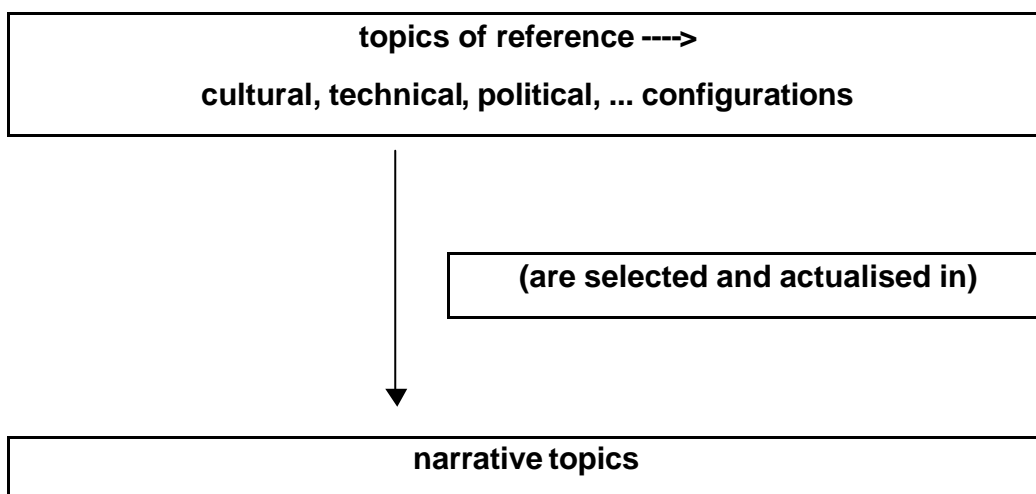 topics of reference ---->
cultural, technical, political, ... configurations
(are selected and actualised in)
narrative topics